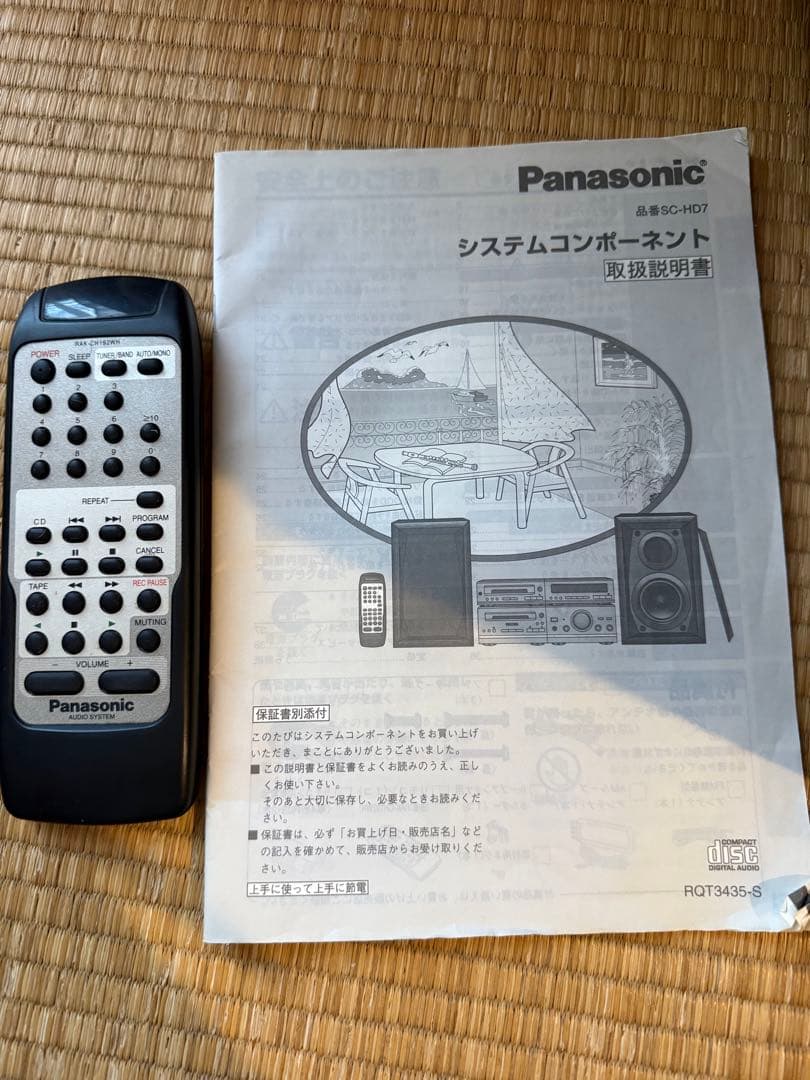 Panasonic®
品番SC-HD7
システムコンポーネント
取扱説明書
保証書別添付
このたびはシステムコンポーネントをお買い上げ
いただき、まことにありがとうございました。
■ この説明書と保証書をよくお読みのうえ、正し
くお使い下さい。
そのあと大切に保存し、必要なときお読みくだ
さい。
■ 保証書は、必ず「お買上げ日・販売店名」など
の記入を確かめて、販売店からお受け取りくだ
さい。
上手に使って上手に節電
COMPACT
disc
DIGITAL AUDIO
RQT3435-S
RAK-CH182WH
POWER SLEEP TUNER/BAND AUTO/MONO
1 2 3
4 5 6 ≧10
7 8 9 0
REPEAT
CD PROGRAM
CANCEL
TAPE REC PAUSE
MUTING
− VOLUME +
Panasonic
AUDIO SYSTEM